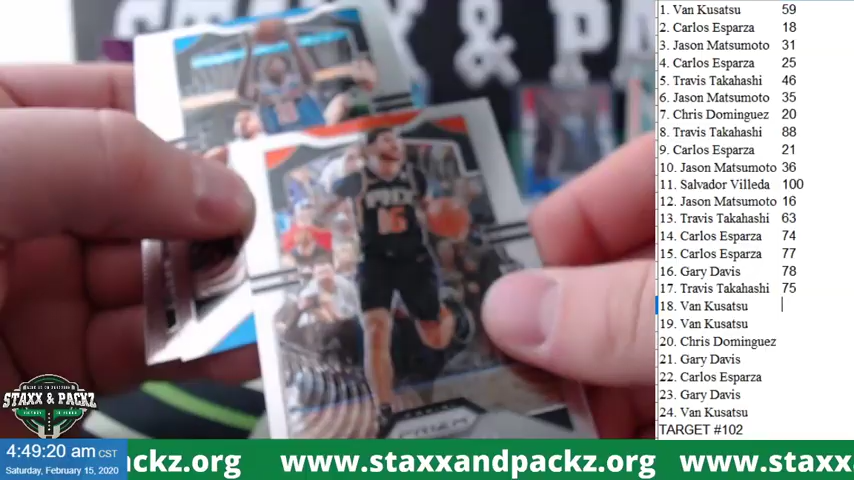 STAXX & PACKZ
1. Van Kusatsu 59
2. Carlos Esparza 18
3. Jason Matsumoto 31
4. Carlos Esparza 25
5. Travis Takahashi 46
6. Jason Matsumoto 35
7. Chris Dominguez 20
8. Travis Takahashi 88
9. Carlos Esparza 21
10. Jason Matsumoto 36
11. Salvador Villeda 100
12. Jason Matsumoto 16
13. Travis Takahashi 63
14. Carlos Esparza 74
15. Carlos Esparza 77
16. Gary Davis 78
17. Travis Takahashi 75
18. Van Kusatsu
19. Van Kusatsu
20. Chris Dominguez
21. Gary Davis
22. Carlos Esparza
23. Gary Davis
24. Van Kusatsu
TARGET #102
PRIZM
STAXX & PACKZ
4:49:20 am CST
Saturday, February 15, 2020
ckz.org www.staxxandpackz.org www.staxx